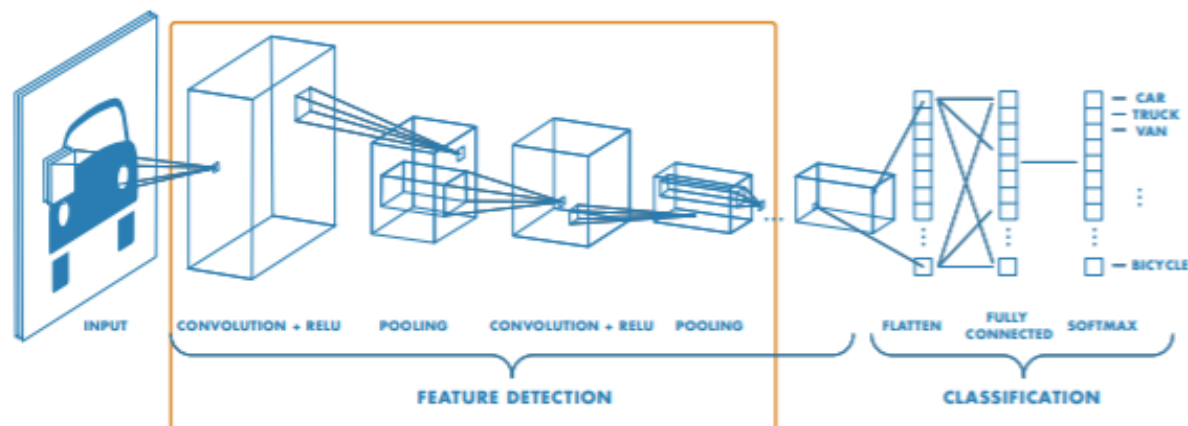 CAR
TRUCK
VAN
BICYCLE
INPUT
CONVOLUTION + RELU
POOLING
CONVOLUTION + RELU
POOLING
FLATTEN
FULLY
CONNECTED
SOFTMAX
FEATURE DETECTION
CLASSIFICATION